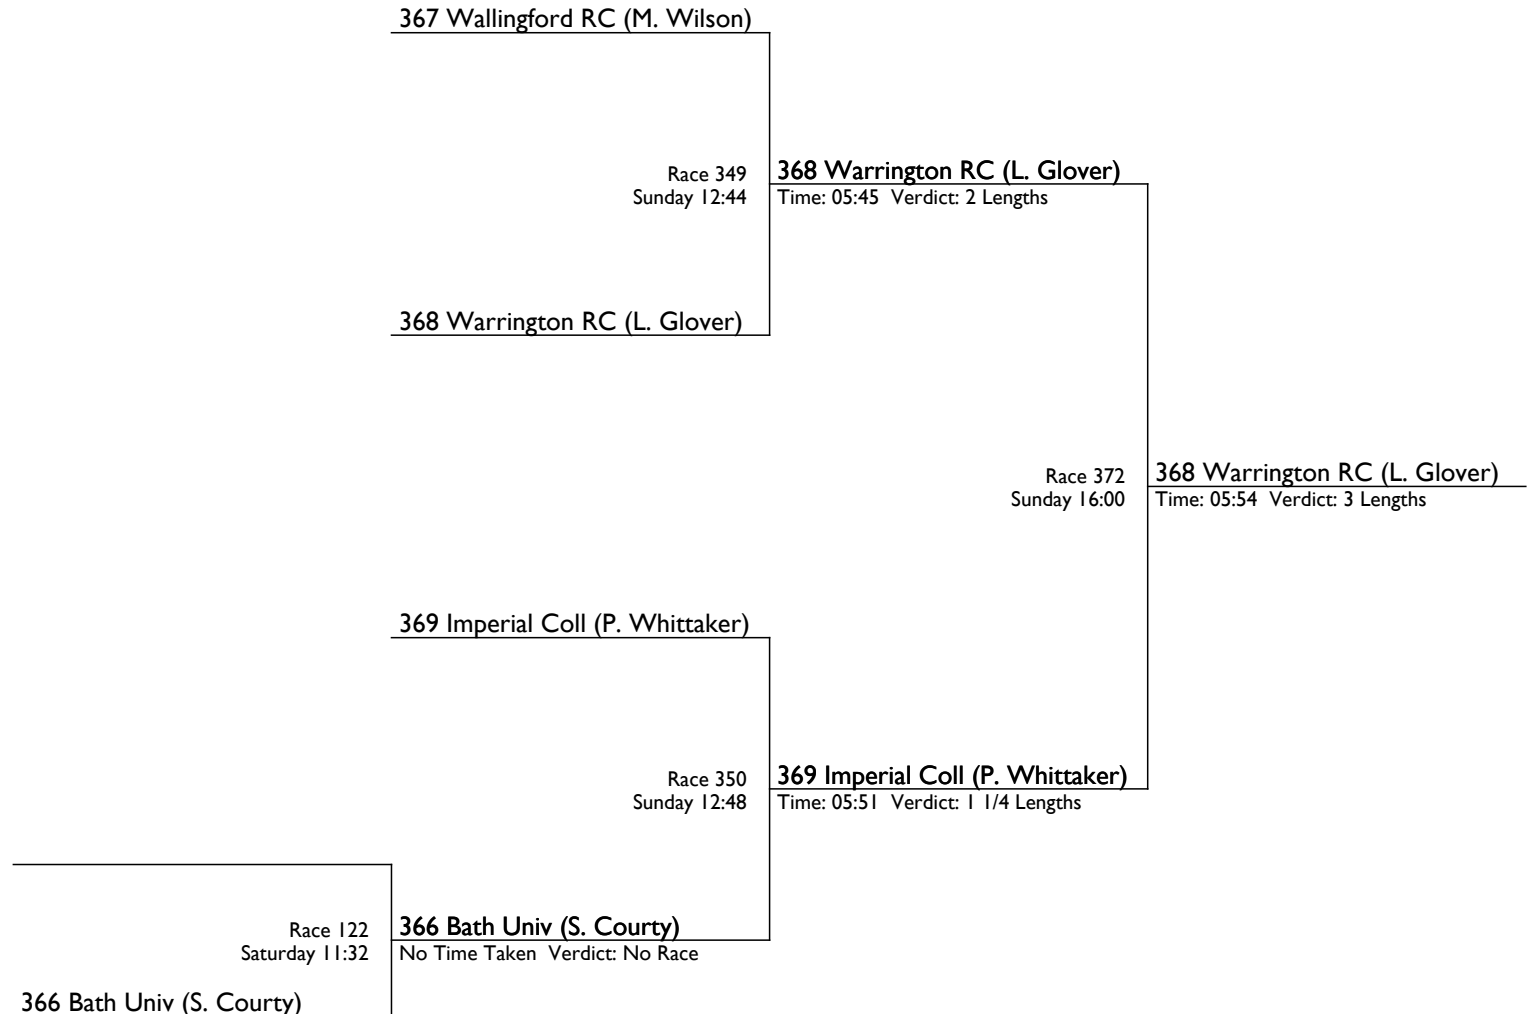 367 Wallingford RC (M. Wilson)
Race 349
Sunday 12:44
368 Warrington RC (L. Glover)
Time: 05:45 Verdict: 2 Lengths
368 Warrington RC (L. Glover)
Race 372
Sunday 16:00
368 Warrington RC (L. Glover)
Time: 05:54 Verdict: 3 Lengths
369 Imperial Coll (P. Whittaker)
Race 350
Sunday 12:48
369 Imperial Coll (P. Whittaker)
Time: 05:51 Verdict: 1 1/4 Lengths
Race 122
Saturday 11:32
366 Bath Univ (S. Courty)
No Time Taken Verdict: No Race
366 Bath Univ (S. Courty)